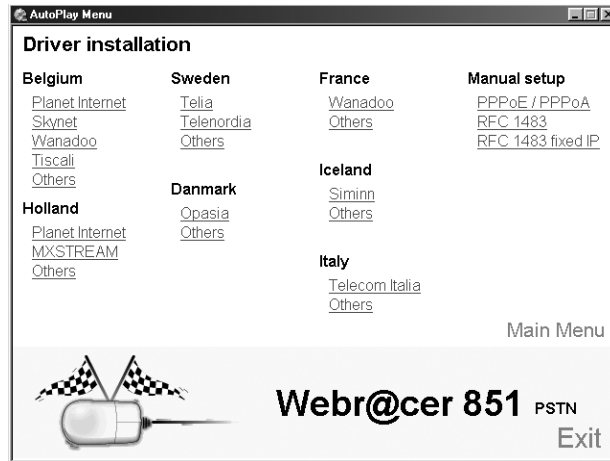 AutoPlay Menu
Driver installation
Belgium
Planet Internet
Skynet
Wanadoo
Tiscali
Others
Holland
Planet Internet
MXSTREAM
Others
Sweden
Telia
Telenordia
Others
Danmark
Opasia
Others
France
Wanadoo
Others
Iceland
Siminn
Others
Italy
Telecom Italia
Others
Manual setup
PPPoE / PPPoA
RFC 1483
RFC 1483 fixed IP
Main Menu
Webr@cer 851 PSTN
Exit